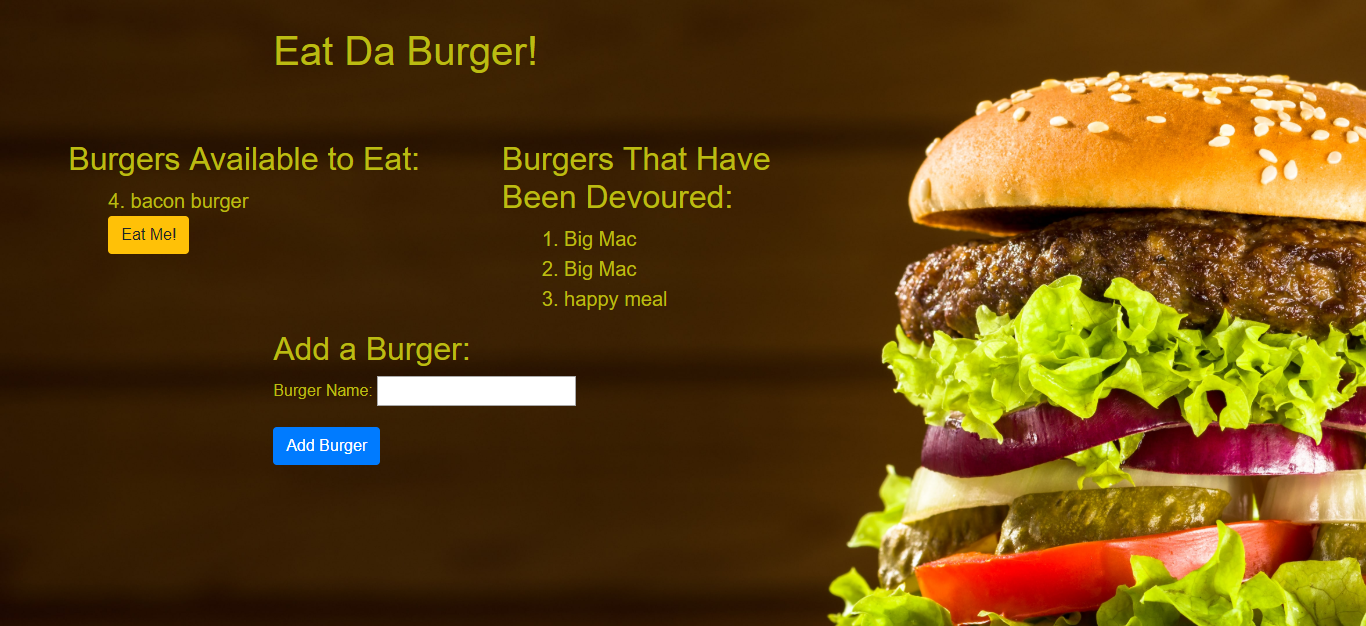 Eat Da Burger!
Burgers Available to Eat:
4. bacon burger
Eat Me!
Burgers That Have
Been Devoured:
1. Big Mac
2. Big Mac
3. happy meal
Add a Burger:
Burger Name:
Add Burger